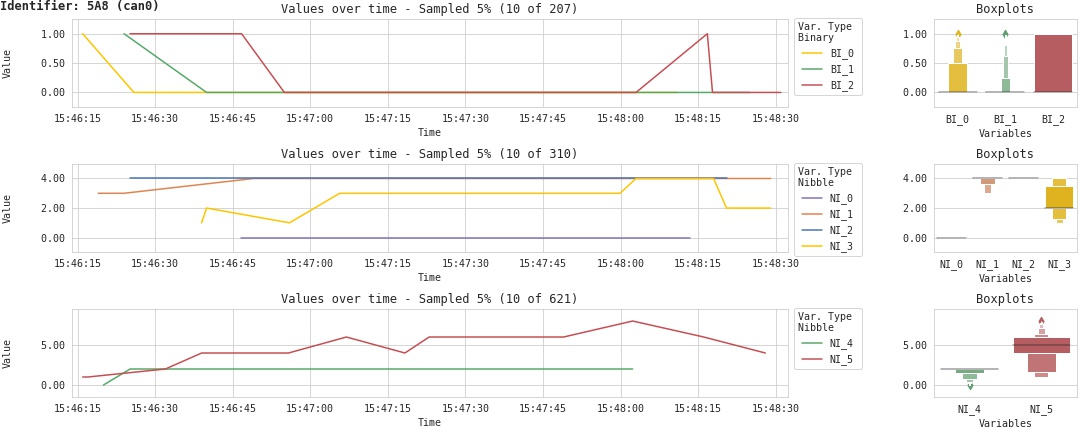 Identifier: 5A8 (can0)
Values over time - Sampled 5% (10 of 207)
Value
1.00
0.50
0.00
15:46:15 15:46:30 15:46:45 15:47:00 15:47:15 15:47:30 15:47:45 15:48:00 15:48:15 15:48:30
Time
Var. Type
Binary
BI_0
BI_1
BI_2
Boxplots
1.00
0.50
0.00
BI_0 BI_1 BI_2
Variables
Values over time - Sampled 5% (10 of 310)
Value
4.00
2.00
0.00
15:46:15 15:46:30 15:46:45 15:47:00 15:47:15 15:47:30 15:47:45 15:48:00 15:48:15 15:48:30
Time
Var. Type
Nibble
NI_0
NI_1
NI_2
NI_3
Boxplots
4.00
2.00
0.00
NI_0 NI_1 NI_2 NI_3
Variables
Values over time - Sampled 5% (10 of 621)
Value
5.00
0.00
15:46:15 15:46:30 15:46:45 15:47:00 15:47:15 15:47:30 15:47:45 15:48:00 15:48:15 15:48:30
Time
Var. Type
Nibble
NI_4
NI_5
Boxplots
5.00
0.00
NI_4 NI_5
Variables